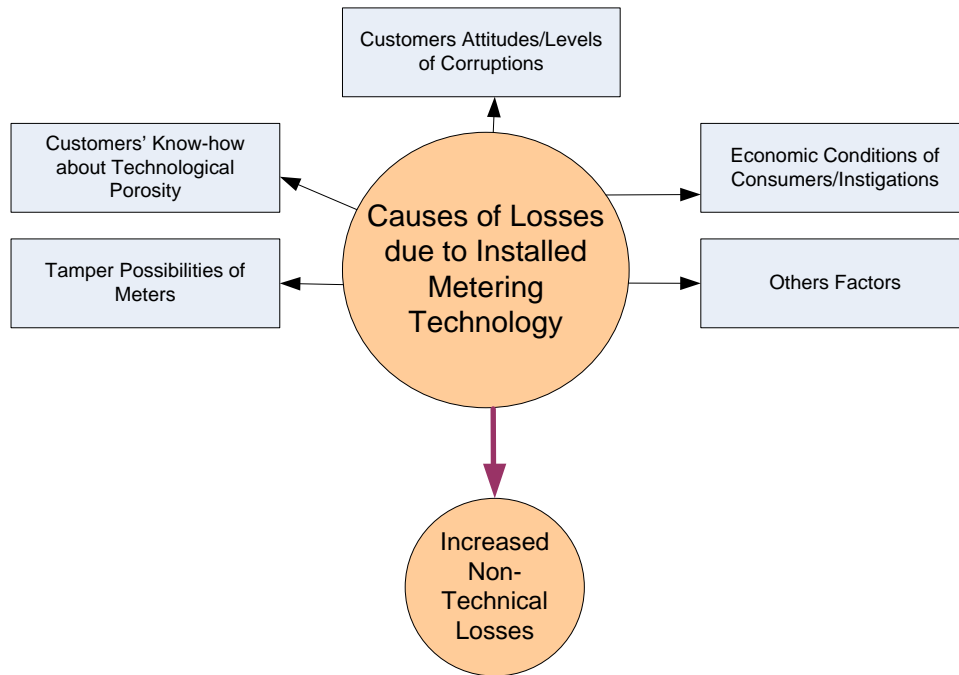 Customers Attitudes/Levels
of Corruptions
Customers' Know-how
about Technological
Porosity
Economic Conditions of
Consumers/Instigations
Causes of Losses
due to Installed
Metering
Technology
Tamper Possibilities of
Meters
Others Factors
Increased
Non-
Technical
Losses